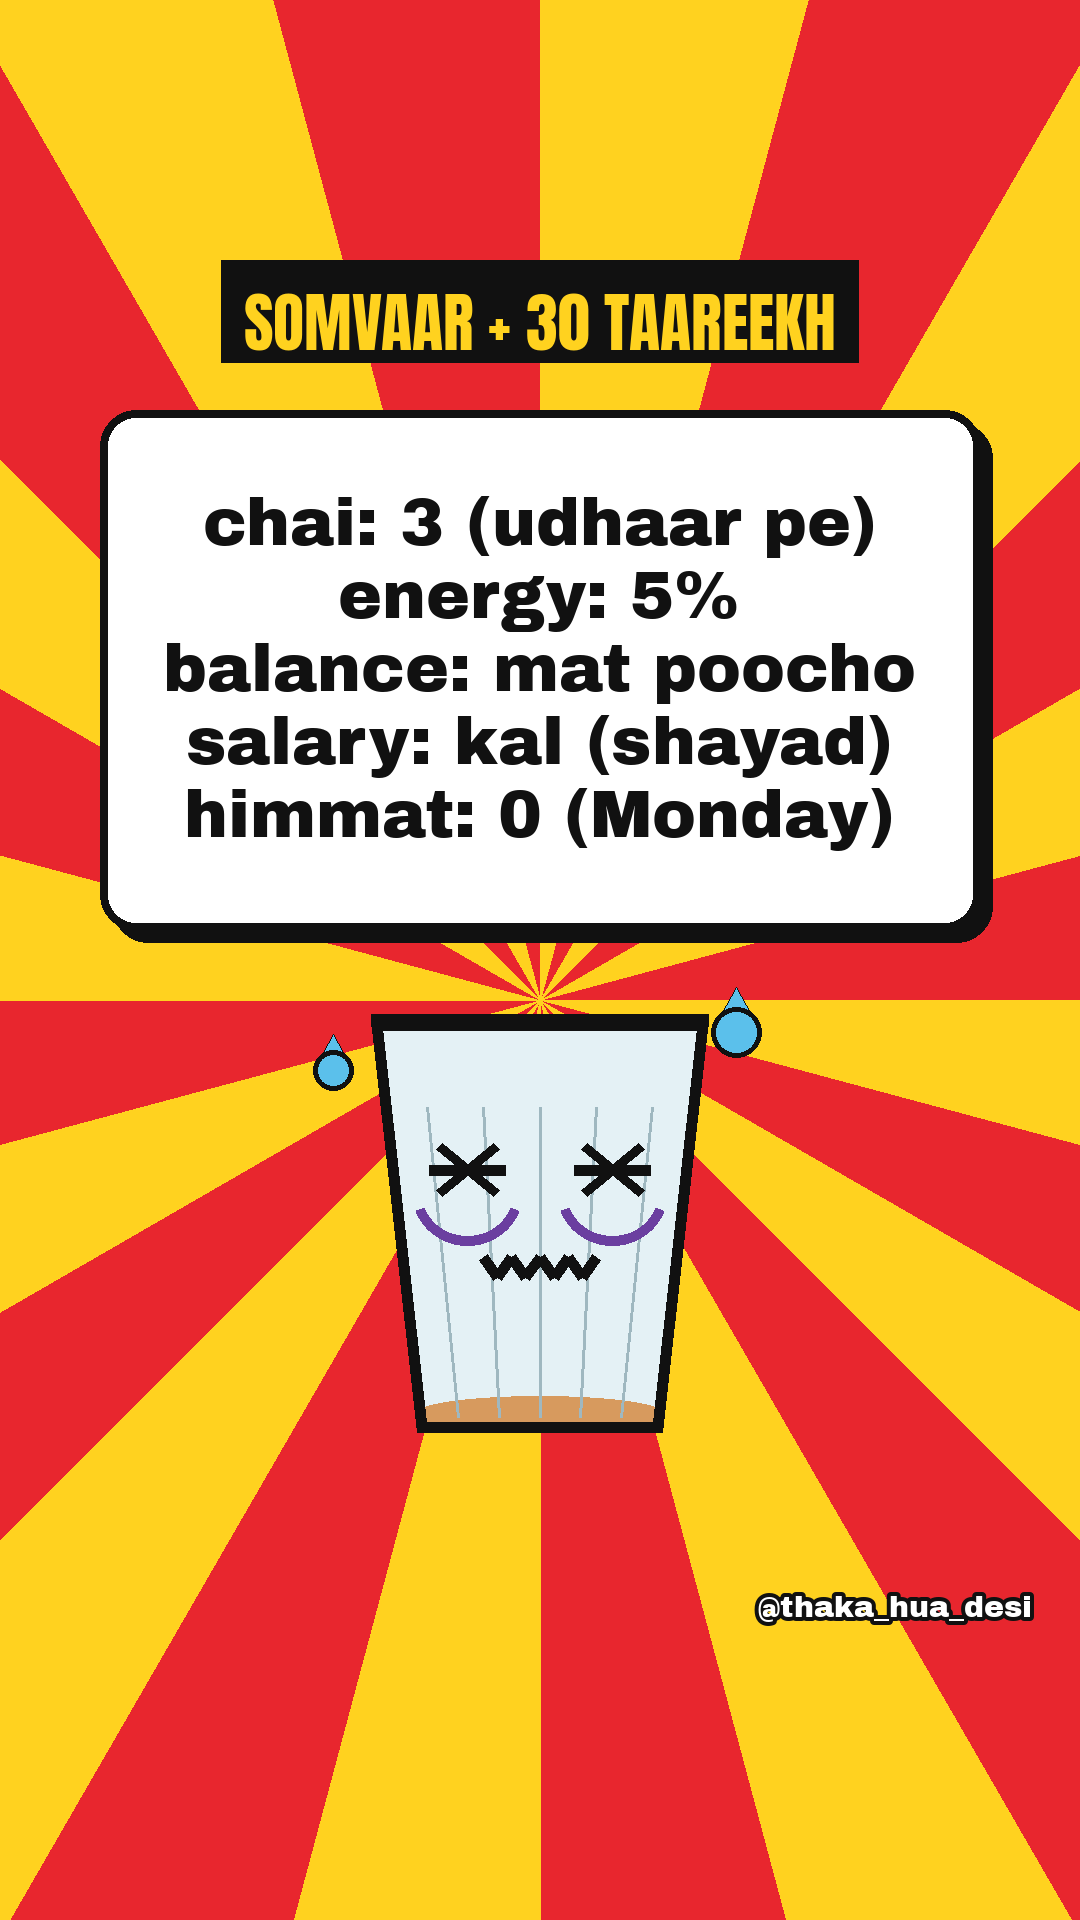 SOMVAAR + 30 TAAREEKH
chai: 3 (udhaar pe)
energy: 5%
balance: mat poocho
salary: kal (shayad)
himmat: 0 (Monday)
@thaka_hua_desi